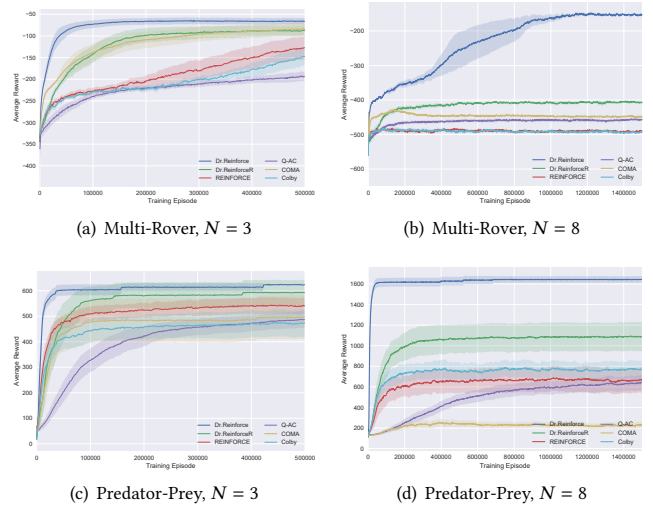 −50
−100
−150
−200
−250
−300
−350
−400
Average Reward
0
100000
200000
300000
400000
500000
Training Episode
Dr.Reinforce
Dr.ReinforceR
REINFORCE
Q-AC
COMA
Colby
(a) Multi-Rover, N = 3
−200
−300
−400
−500
−600
Average Reward
0
200000
400000
600000
800000
1000000
1200000
1400000
Training Episode
Dr.Reinforce
Dr.ReinforceR
REINFORCE
Q-AC
COMA
Colby
(b) Multi-Rover, N = 8
600
500
400
300
200
100
0
Average Reward
0
100000
200000
300000
400000
500000
Training Episode
Dr.Reinforce
Dr.ReinforceR
REINFORCE
Q-AC
COMA
Colby
(c) Predator-Prey, N = 3
1600
1400
1200
1000
800
600
400
200
0
Average Reward
0
200000
400000
600000
800000
1000000
1200000
1400000
Training Episode
Dr.Reinforce
Dr.ReinforceR
REINFORCE
Q-AC
COMA
Colby
(d) Predator-Prey, N = 8